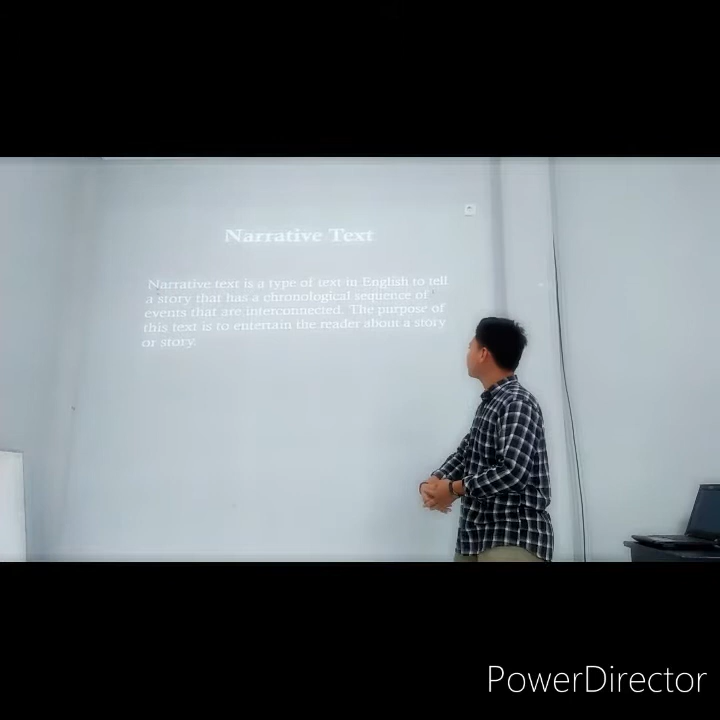 Narrative Text
Narrative text is a type of text in English to tell
a story that has a chronological sequence of
events that are interconnected. The purpose of
this text is to entertain the reader about a story
or story.
PowerDirector